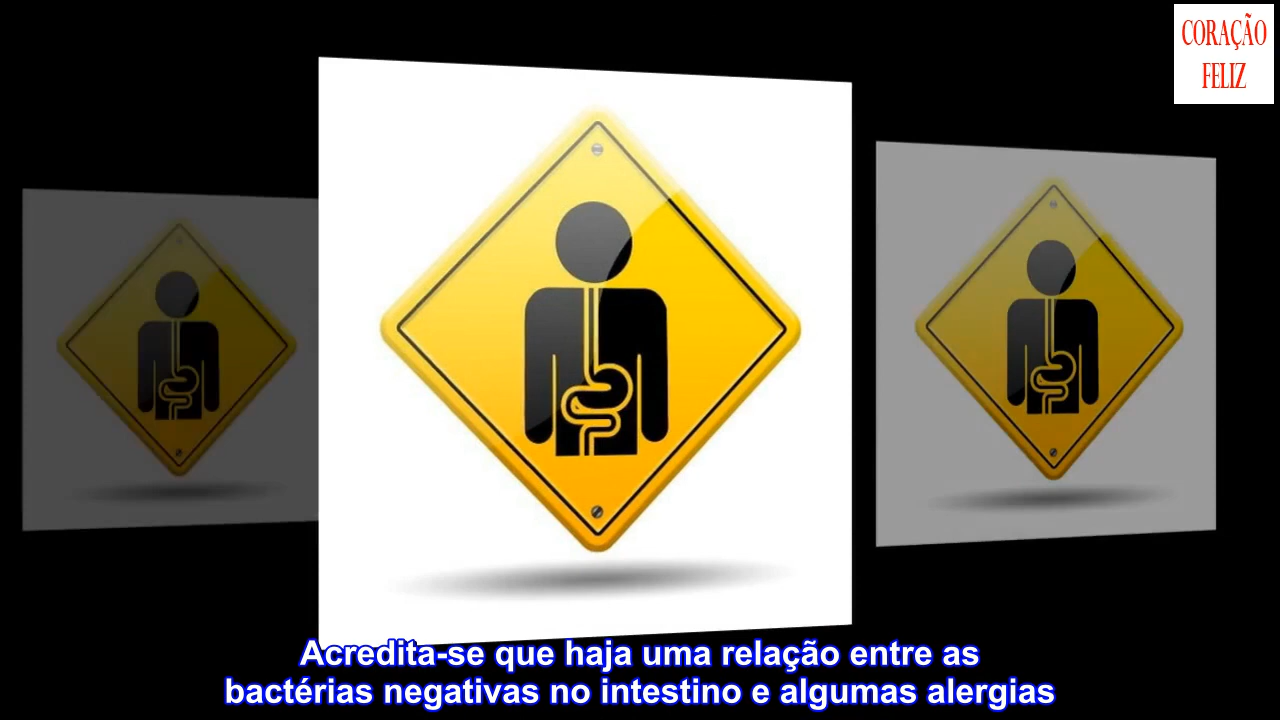 CORAÇÃO
FELIZ
Acredita-se que haja uma relação entre as
bactérias negativas no intestino e algumas alergias